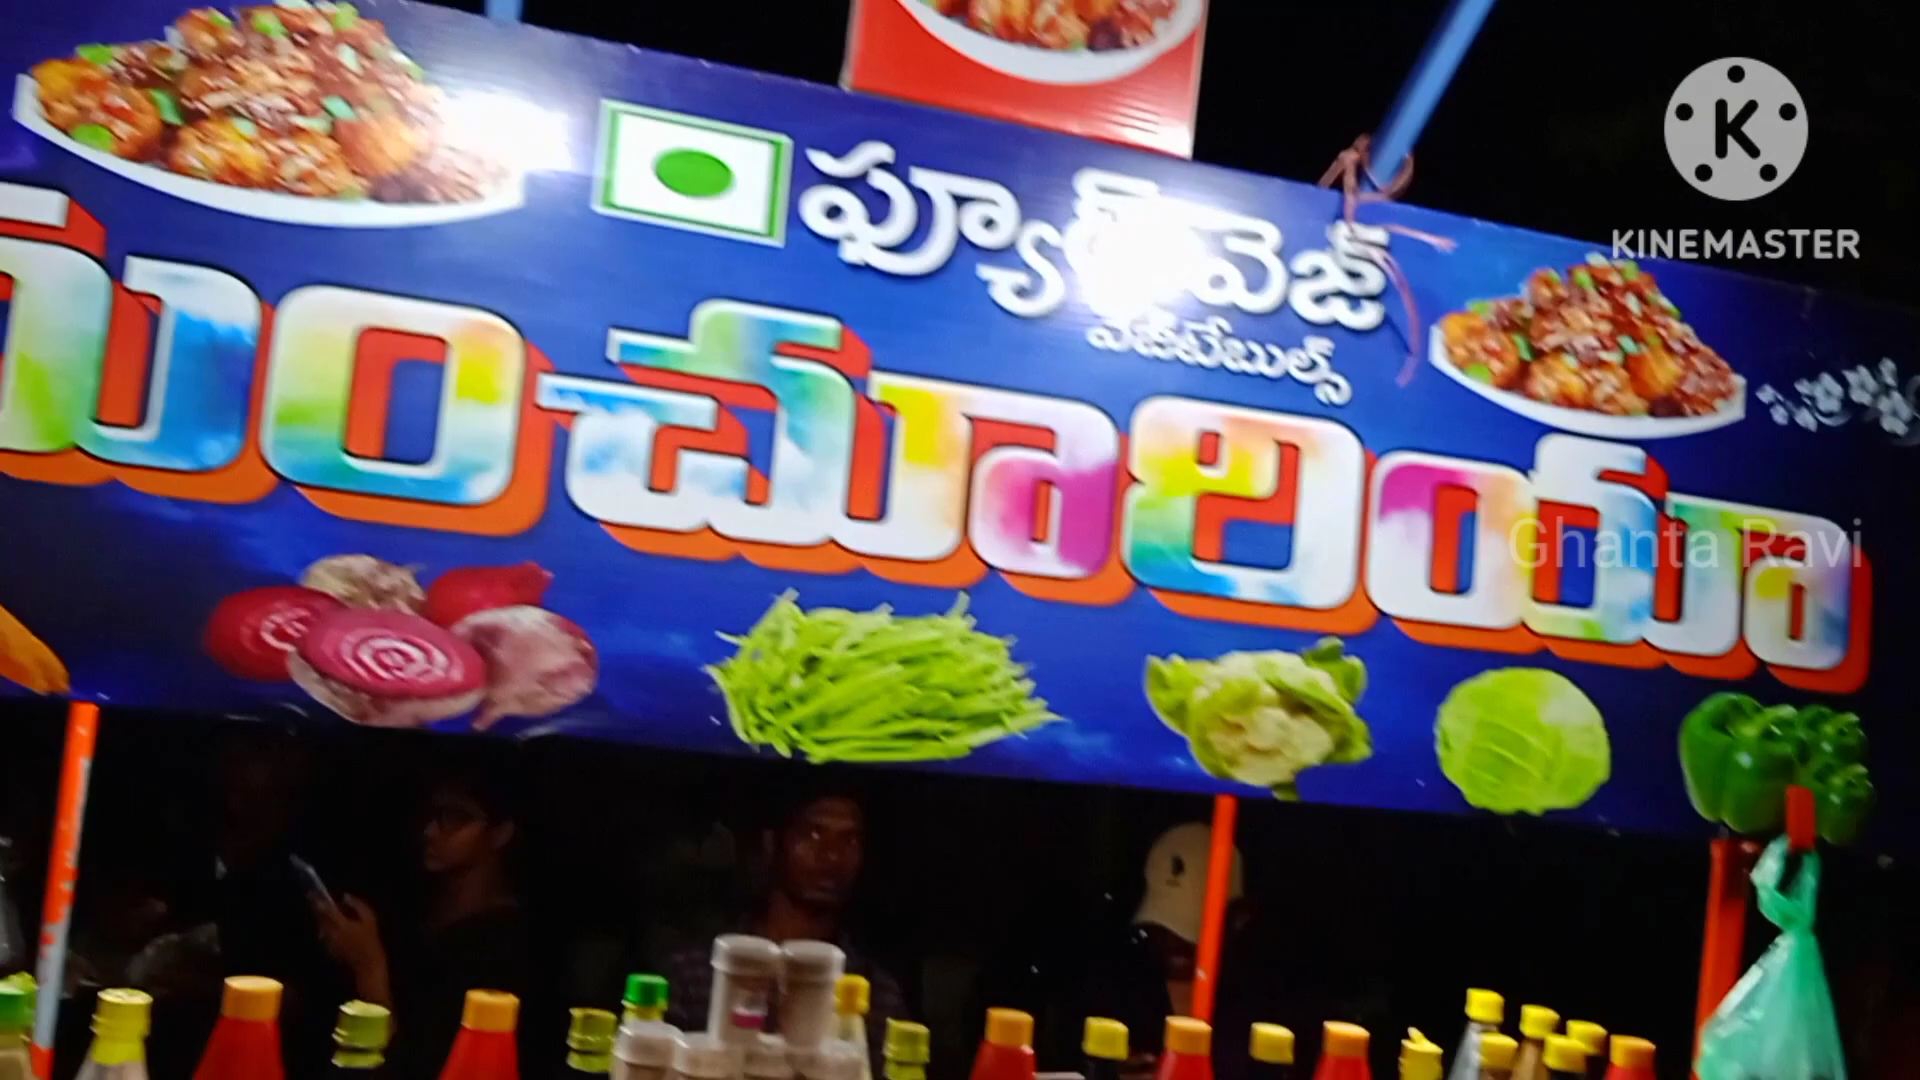 ప్యూర్ వెజ్
వెజిటేబుల్స్
మంచూరియా
K
KINEMASTER
Ghanta Ravi